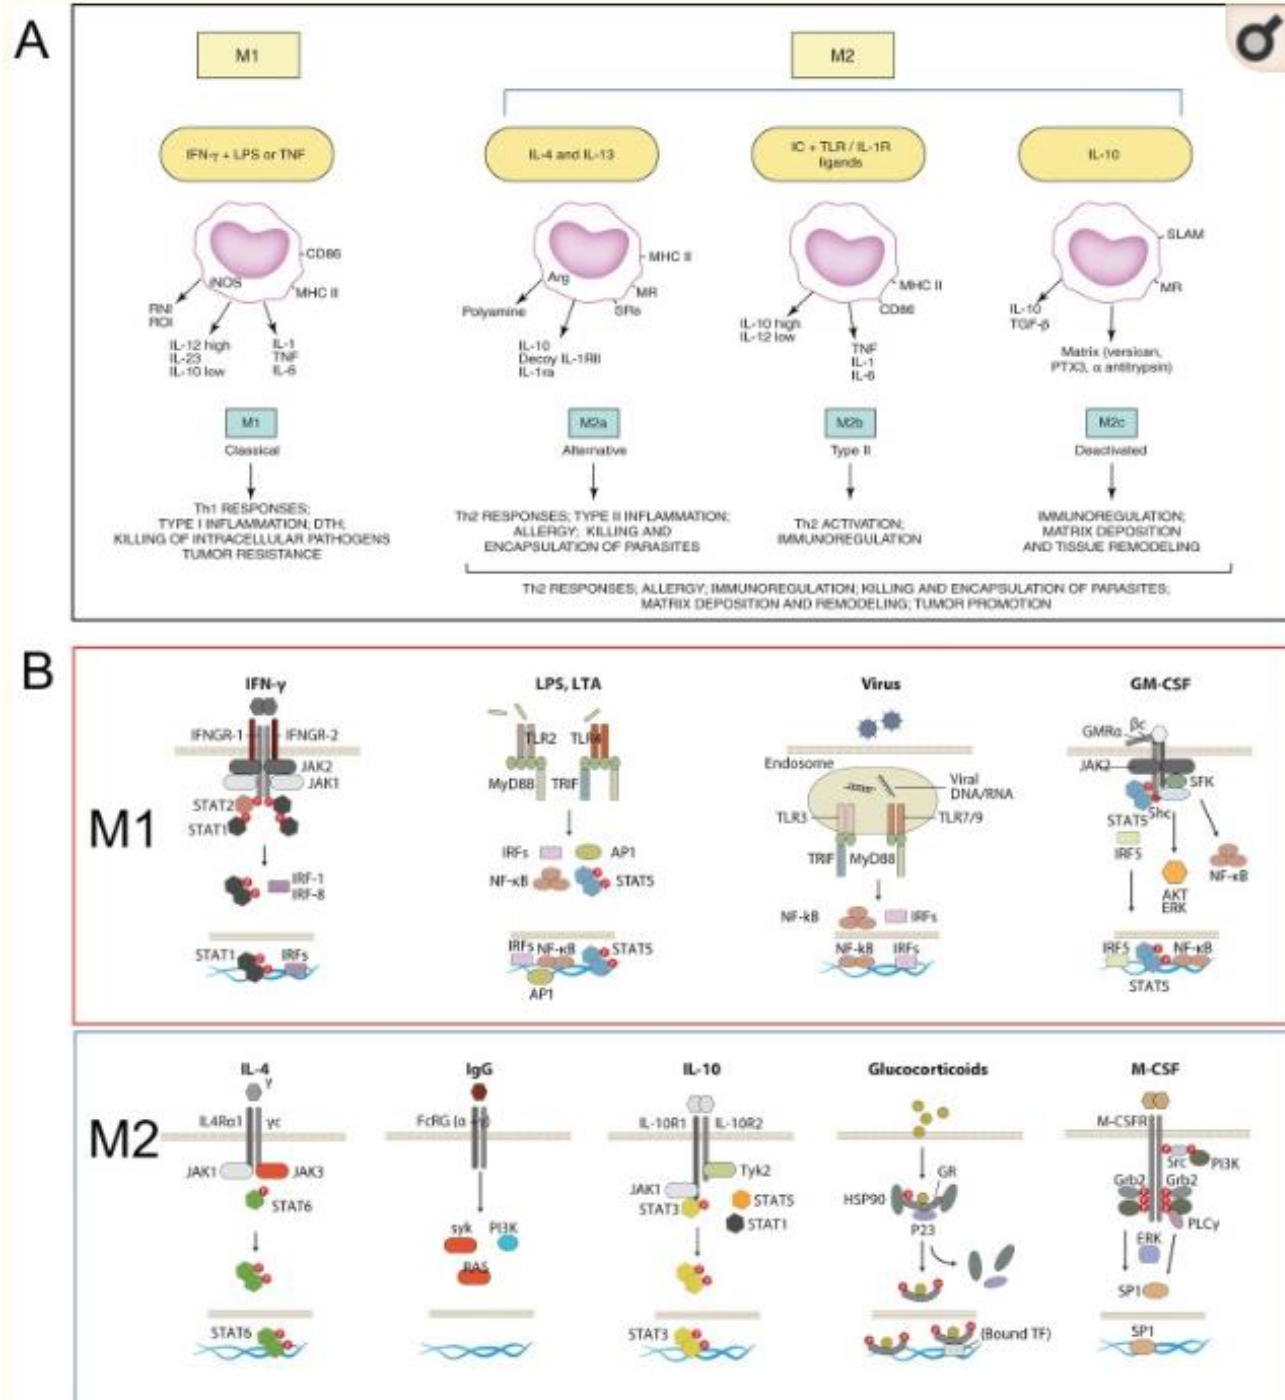 A
M1
M2
IFN-γ + LPS or TNF
IL-4 and IL-13
IC + TLR / IL-1R
ligands
IL-10
CD86
iNOS
MHC II
RNI
ROI
IL-12 high
IL-23
IL-10 low
IL-1
TNF
IL-6
MHC II
Arg
MR
SRs
Polyamine
IL-10
Decoy IL-1RII
IL-1ra
MHC II
CD86
IL-10 high
IL-12 low
TNF
IL-1
IL-6
SLAM
MR
IL-10
TGF-β
Matrix (versican,
PTX3, α antitrypsin)
M1
Classical
M2a
Alternative
M2b
Type II
M2c
Deactivated
Th1 RESPONSES;
TYPE I INFLAMMATION; DTH;
KILLING OF INTRACELLULAR PATHOGENS
TUMOR RESISTANCE
Th2 RESPONSES; TYPE II INFLAMMATION;
ALLERGY; KILLING AND
ENCAPSULATION OF PARASITES
Th2 ACTIVATION;
IMMUNOREGULATION
IMMUNOREGULATION;
MATRIX DEPOSITION
AND TISSUE REMODELING
Th2 RESPONSES; ALLERGY; IMMUNOREGULATION; KILLING AND ENCAPSULATION OF PARASITES;
MATRIX DEPOSITION AND REMODELING; TUMOR PROMOTION
B
M1
IFN-γ
IFNGR-1
IFNGR-2
JAK2
JAK1
STAT2
STAT1
IRF-1
IRF-8
STAT1
IRFs
LPS, LTA
TLR2
TLR4
MyD88
TRIF
IRFs
AP1
NF-κB
STAT5
IRFs
NF-κB
STAT5
AP1
Virus
Endosome
Viral
DNA/RNA
TLR3
TLR7/9
TRIF
MyD88
NF-kB
IRFs
NF-kB
IRFs
GM-CSF
GMRα
βc
JAK2
SFK
Shc
STAT5
IRF5
NF-κB
AKT
ERK
IRF5
NF-κB
STAT5
M2
IL-4
γ
IL4Rα1
γc
JAK1
JAK3
STAT6
STAT6
IgG
FcRG (α
syk
PI3K
RAS
IL-10
IL-10R1
IL-10R2
Tyk2
JAK1
STAT3
STAT5
STAT1
STAT3
Glucocorticoids
GR
HSP90
P23
(Bound TF)
M-CSF
M-CSFR
Src
PI3K
Grb2
Grb2
PLCγ
ERK
SP1
SP1